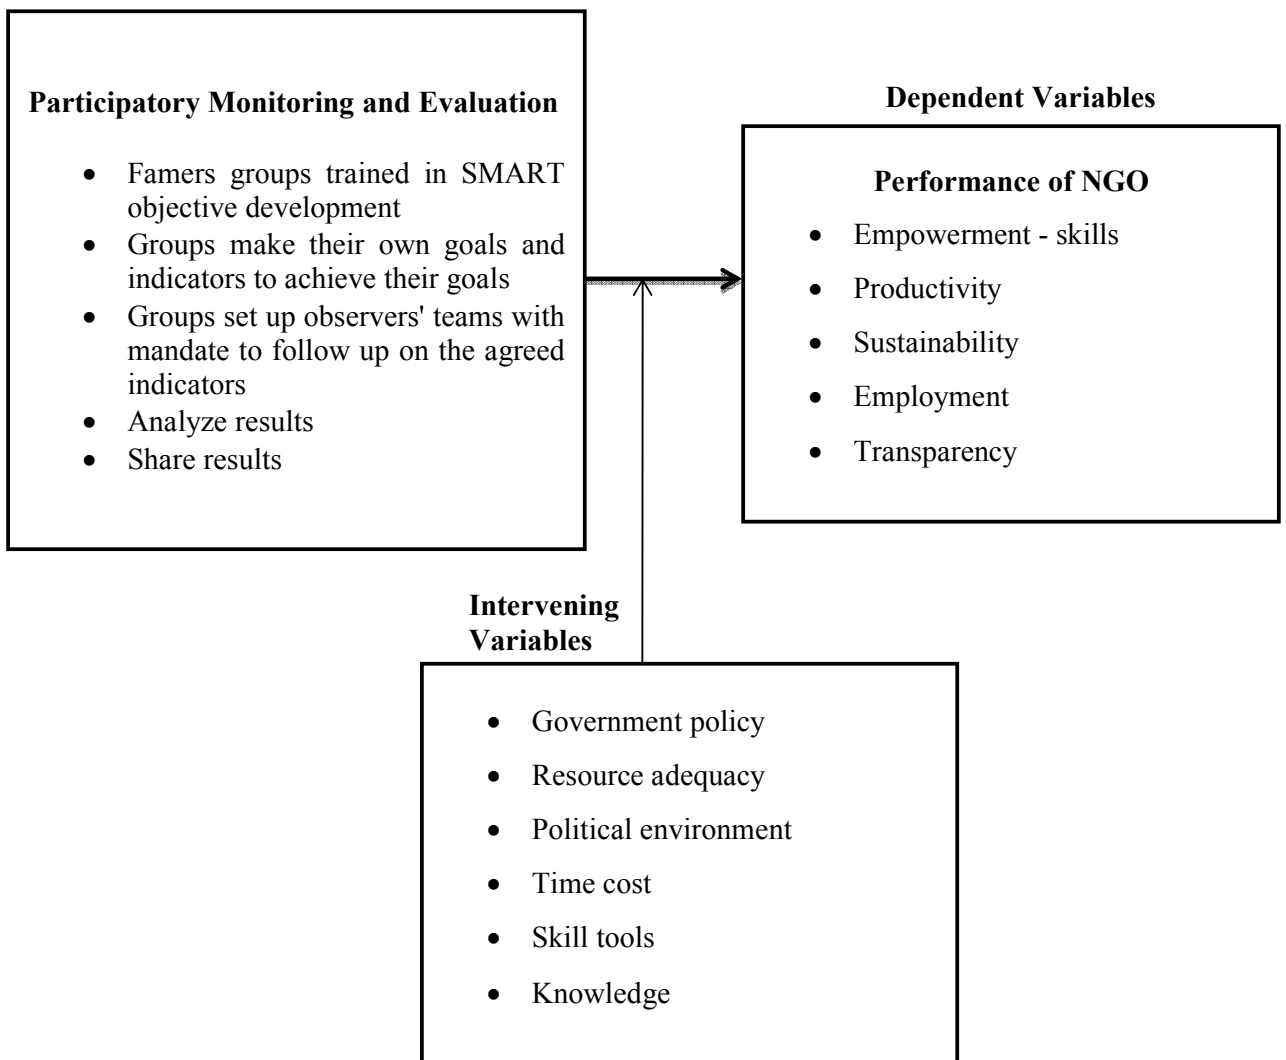 Participatory Monitoring and Evaluation
• Famers groups trained in SMART
objective development
• Groups make their own goals and
indicators to achieve their goals
• Groups set up observers' teams with
mandate to follow up on the agreed
indicators
• Analyze results
• Share results
Dependent Variables
Performance of NGO
• Empowerment - skills
• Productivity
• Sustainability
• Employment
• Transparency
Intervening
Variables
• Government policy
• Resource adequacy
• Political environment
• Time cost
• Skill tools
• Knowledge